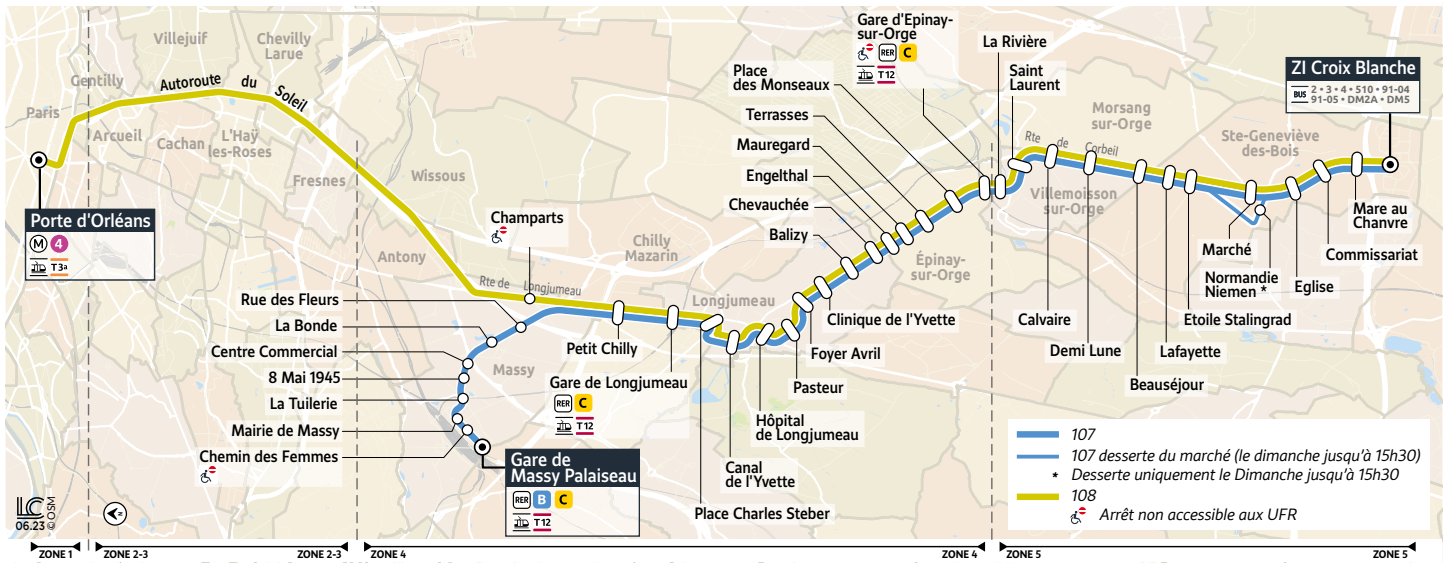 Villejuif
Chevilly
Larue
Gentilly
Autoroute du Soleil
Paris
Arcueil
Cachan
L'Haÿ
les-Roses
Fresnes
Wissous
Antony
Porte d'Orléans
M 4
T3a
Champarts
Rte de Longjumeau
Chilly
Mazarin
Longjumeau
Massy
Rue des Fleurs
La Bonde
Centre Commercial
8 Mai 1945
La Tuilerie
Mairie de Massy
Chemin des Femmes
Gare de
Massy Palaiseau
RER B C
T12
Petit Chilly
Gare de Longjumeau
RER C
T12
Place Charles Steber
Canal
de l'Yvette
Hôpital
de Longjumeau
Pasteur
Foyer Avril
Clinique de l'Yvette
Balizy
Chevauchée
Engelthal
Mauregard
Terrasses
Place
des Monseaux
Gare d'Epinay-
sur-Orge
RER C
T12
Épinay-
sur-Orge
La Rivière
Saint
Laurent
Rte de Corbeil
Morsang
sur-Orge
Villemoisson
sur-Orge
Ste-Geneviève
des-Bois
Calvaire
Demi Lune
Beauséjour
Lafayette
Etoile Stalingrad
Marché
Normandie
Niemen *
Eglise
Commissariat
Mare au
Chanvre
ZI Croix Blanche
BUS 2 • 3 • 4 • 510 • 91-04
91-05 • DM2A • DM5
107
107 desserte du marché (le dimanche jusqu'à 15h30)
* Desserte uniquement le Dimanche jusqu'à 15h30
108
Arrêt non accessible aux UFR
LC
06.23 © OSM
N
ZONE 1
ZONE 2-3
ZONE 2-3
ZONE 4
ZONE 4
ZONE 5
ZONE 5